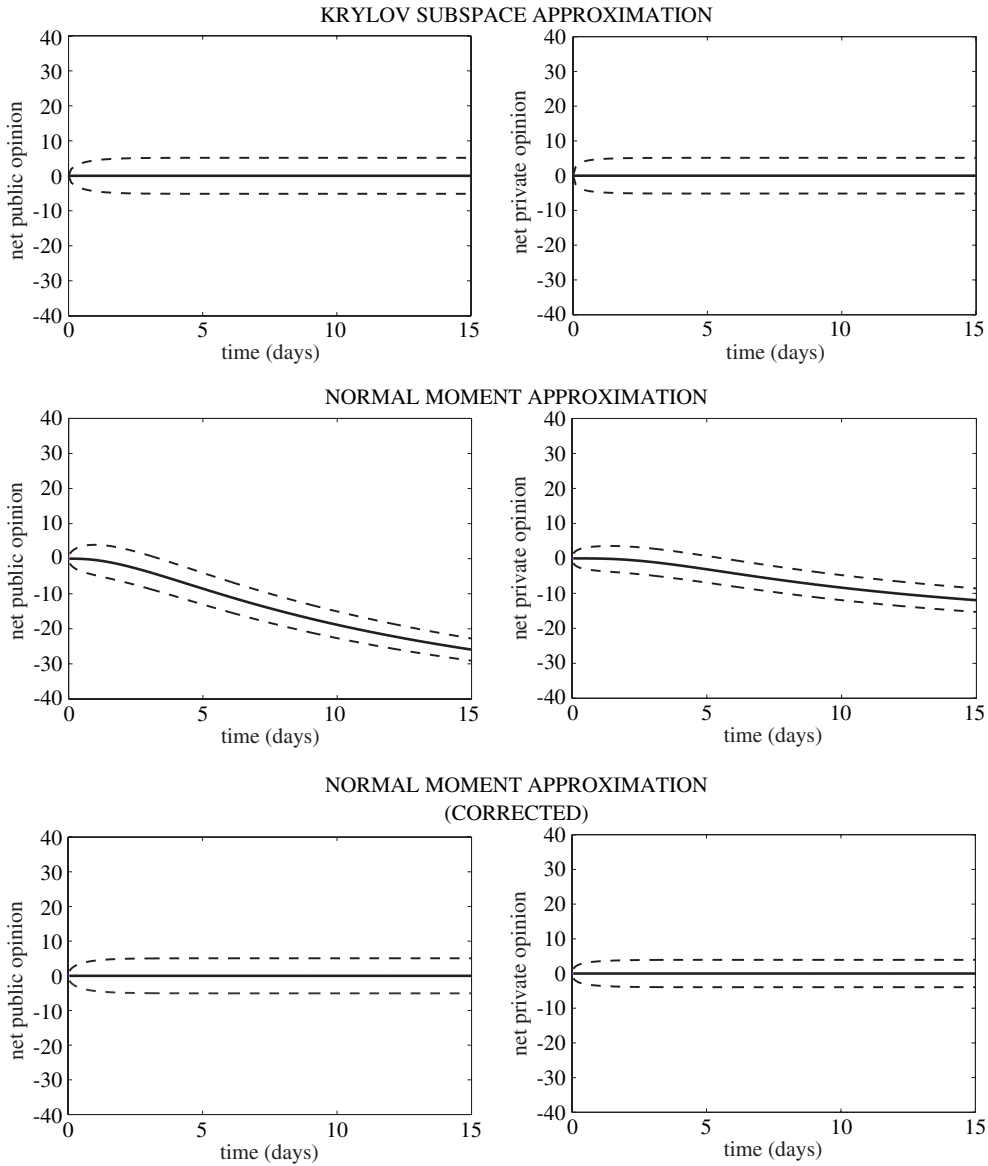 KRYLOV SUBSPACE APPROXIMATION
40
30
20
10
0
-10
-20
-30
-40
net public opinion
0 5 10 15
time (days)
40
30
20
10
0
-10
-20
-30
-40
net private opinion
0 5 10 15
time (days)
NORMAL MOMENT APPROXIMATION
40
30
20
10
0
-10
-20
-30
-40
net public opinion
0 5 10 15
time (days)
40
30
20
10
0
-10
-20
-30
-40
net private opinion
0 5 10 15
time (days)
NORMAL MOMENT APPROXIMATION
(CORRECTED)
40
30
20
10
0
-10
-20
-30
-40
net public opinion
0 5 10 15
time (days)
40
30
20
10
0
-10
-20
-30
-40
net private opinion
0 5 10 15
time (days)